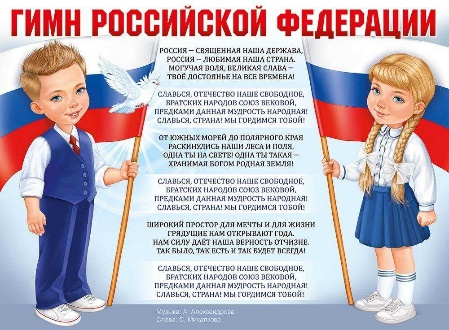 ГИМН РОССИЙСКОЙ ФЕДЕРАЦИИ
РОССИЯ — СВЯЩЕННАЯ НАША ДЕРЖАВА,
РОССИЯ — ЛЮБИМАЯ НАША СТРАНА.
МОГУЧАЯ ВОЛЯ, ВЕЛИКАЯ СЛАВА —
ТВОЁ ДОСТОЯНЬЕ НА ВСЕ ВРЕМЕНА!
СЛАВЬСЯ, ОТЕЧЕСТВО НАШЕ СВОБОДНОЕ,
БРАТСКИХ НАРОДОВ СОЮЗ ВЕКОВОЙ,
ПРЕДКАМИ ДАННАЯ МУДРОСТЬ НАРОДНАЯ!
СЛАВЬСЯ, СТРАНА! МЫ ГОРДИМСЯ ТОБОЙ!
ОТ ЮЖНЫХ МОРЕЙ ДО ПОЛЯРНОГО КРАЯ
РАСКИНУЛИСЬ НАШИ ЛЕСА И ПОЛЯ.
ОДНА ТЫ НА СВЕТЕ! ОДНА ТЫ ТАКАЯ —
ХРАНИМАЯ БОГОМ РОДНАЯ ЗЕМЛЯ!
СЛАВЬСЯ, ОТЕЧЕСТВО НАШЕ СВОБОДНОЕ,
БРАТСКИХ НАРОДОВ СОЮЗ ВЕКОВОЙ,
ПРЕДКАМИ ДАННАЯ МУДРОСТЬ НАРОДНАЯ!
СЛАВЬСЯ, СТРАНА! МЫ ГОРДИМСЯ ТОБОЙ!
ШИРОКИЙ ПРОСТОР ДЛЯ МЕЧТЫ И ДЛЯ ЖИЗНИ
ГРЯДУЩИЕ НАМ ОТКРЫВАЮТ ГОДА.
НАМ СИЛУ ДАЁТ НАША ВЕРНОСТЬ ОТЧИЗНЕ.
ТАК БЫЛО, ТАК ЕСТЬ И ТАК БУДЕТ ВСЕГДА!
СЛАВЬСЯ, ОТЕЧЕСТВО НАШЕ СВОБОДНОЕ,
БРАТСКИХ НАРОДОВ СОЮЗ ВЕКОВОЙ,
ПРЕДКАМИ ДАННАЯ МУДРОСТЬ НАРОДНАЯ!
СЛАВЬСЯ, СТРАНА! МЫ ГОРДИМСЯ ТОБОЙ!
Музыка: А. Александрова
Слова: С. Михалкова